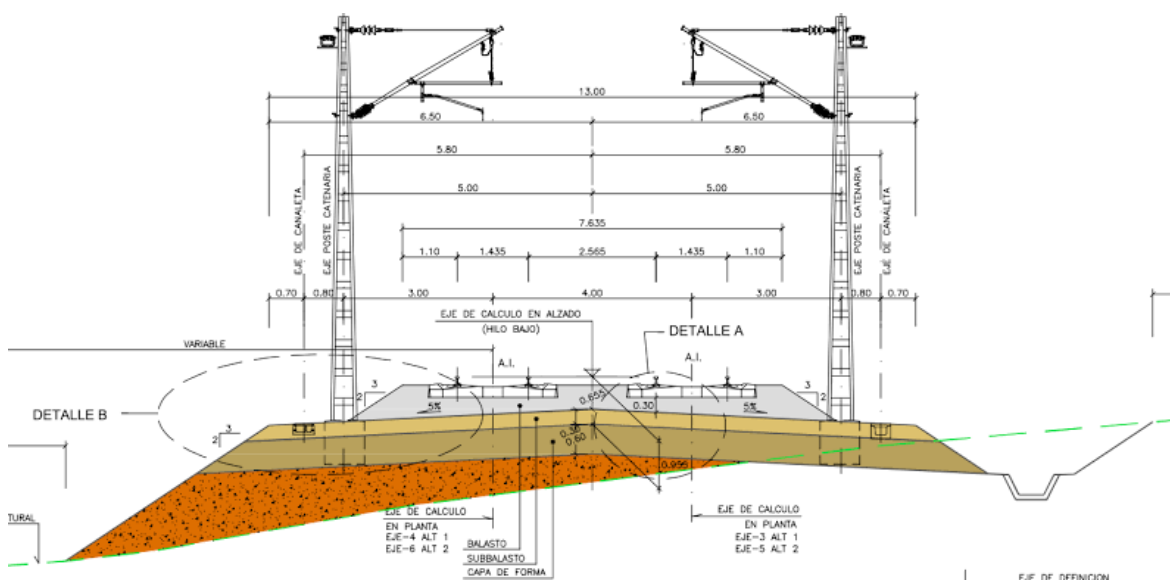 13.00
6.50
6.50
5.80
5.80
EJE DE CANALETA
EJE POSTE CATENARIA
5.00
5.00
EJE POSTE CATENARIA
EJE DE CANALETA
7.635
1.10
1.435
2.565
1.435
1.10
0.70
0.80
3.00
4.00
3.00
0.80
0.70
EJE DE CALCULO EN ALZADO
(HILO BAJO)
DETALLE A
VARIABLE
A.I.
A.I.
3
2
3
2
DETALLE B
5%
5%
0.655
0.30
3
2
0.30
0.60
0.955
TURAL
EJE DE CALCULO
EN PLANTA
EJE-4 ALT 1
EJE-6 ALT 2
BALASTO
SUBBALASTO
CAPA DE FORMA
EJE DE CALCULO
EN PLANTA
EJE-3 ALT 1
EJE-5 ALT 2
EJE DE DEFINICION